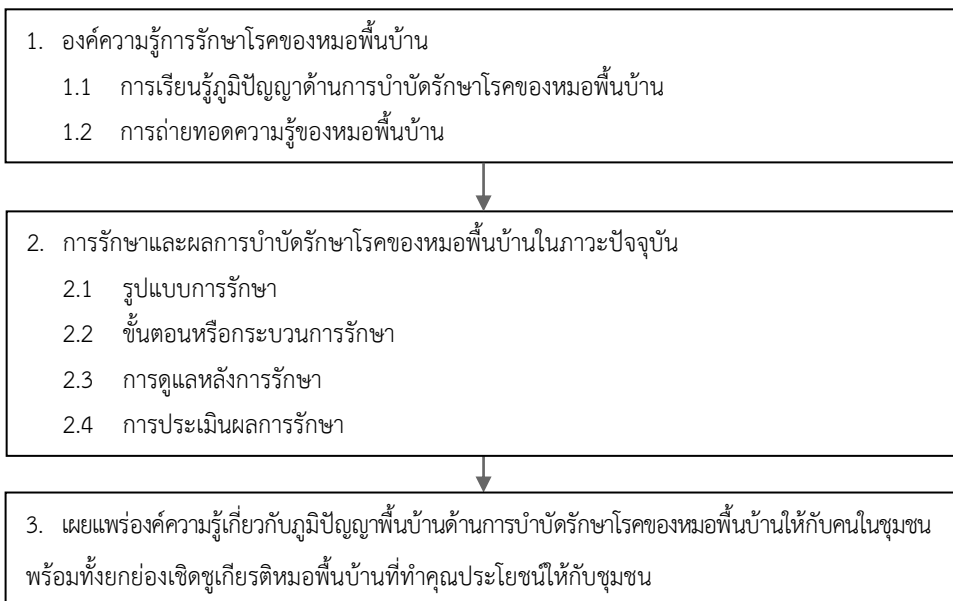 1. องค์ความรู้การรักษาโรคของหมอพื้นบ้าน
1.1 การเรียนรู้ภูมิปัญญาด้านการบำบัดรักษาโรคของหมอพื้นบ้าน
1.2 การถ่ายทอดความรู้ของหมอพื้นบ้าน
2. การรักษาและผลการบำบัดรักษาโรคของหมอพื้นบ้านในภาวะปัจจุบัน
2.1 รูปแบบการรักษา
2.2 ขั้นตอนหรือกระบวนการรักษา
2.3 การดูแลหลังการรักษา
2.4 การประเมินผลการรักษา
3. เผยแพร่องค์ความรู้เกี่ยวกับภูมิปัญญาพื้นบ้านด้านการบำบัดรักษาโรคของหมอพื้นบ้านให้กับคนในชุมชน
พร้อมทั้งยกย่องเชิดชูเกียรติหมอพื้นบ้านที่ทำคุณประโยชน์ให้กับชุมชน